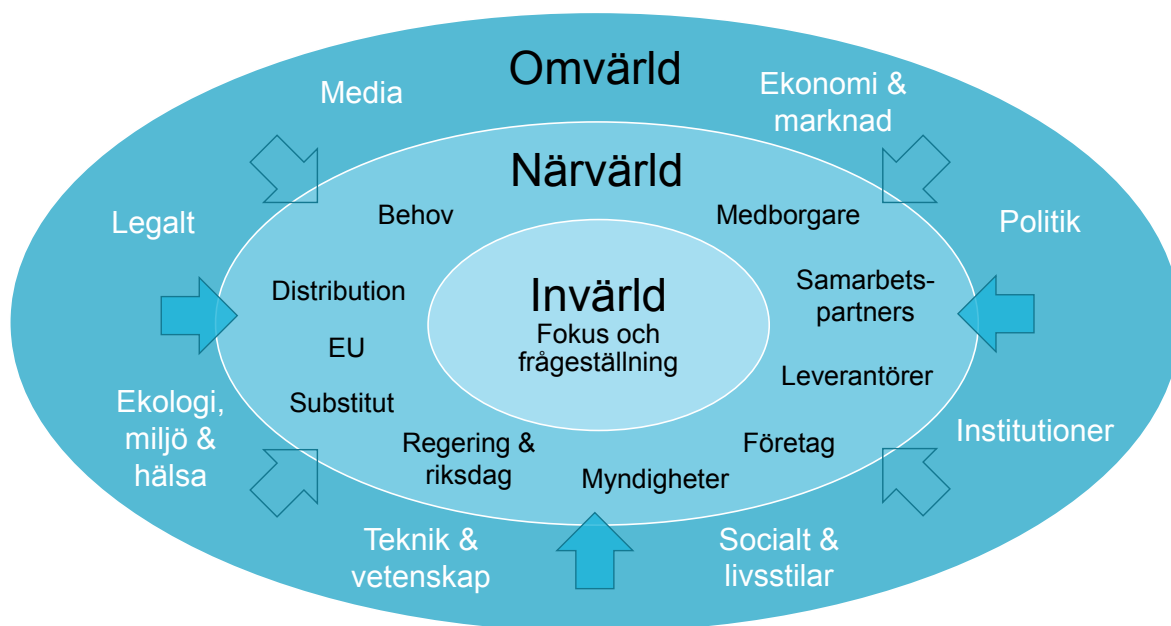 Omvärld
Media
Ekonomi &
marknad
Närvärld
Behov
Medborgare
Legalt
Politik
Distribution
Invärld
Fokus och
frågeställning
Samarbets-
partners
EU
Leverantörer
Substitut
Ekologi,
miljö &
hälsa
Regering &
riksdag
Myndigheter
Företag
Institutioner
Teknik &
vetenskap
Socialt &
livsstilar